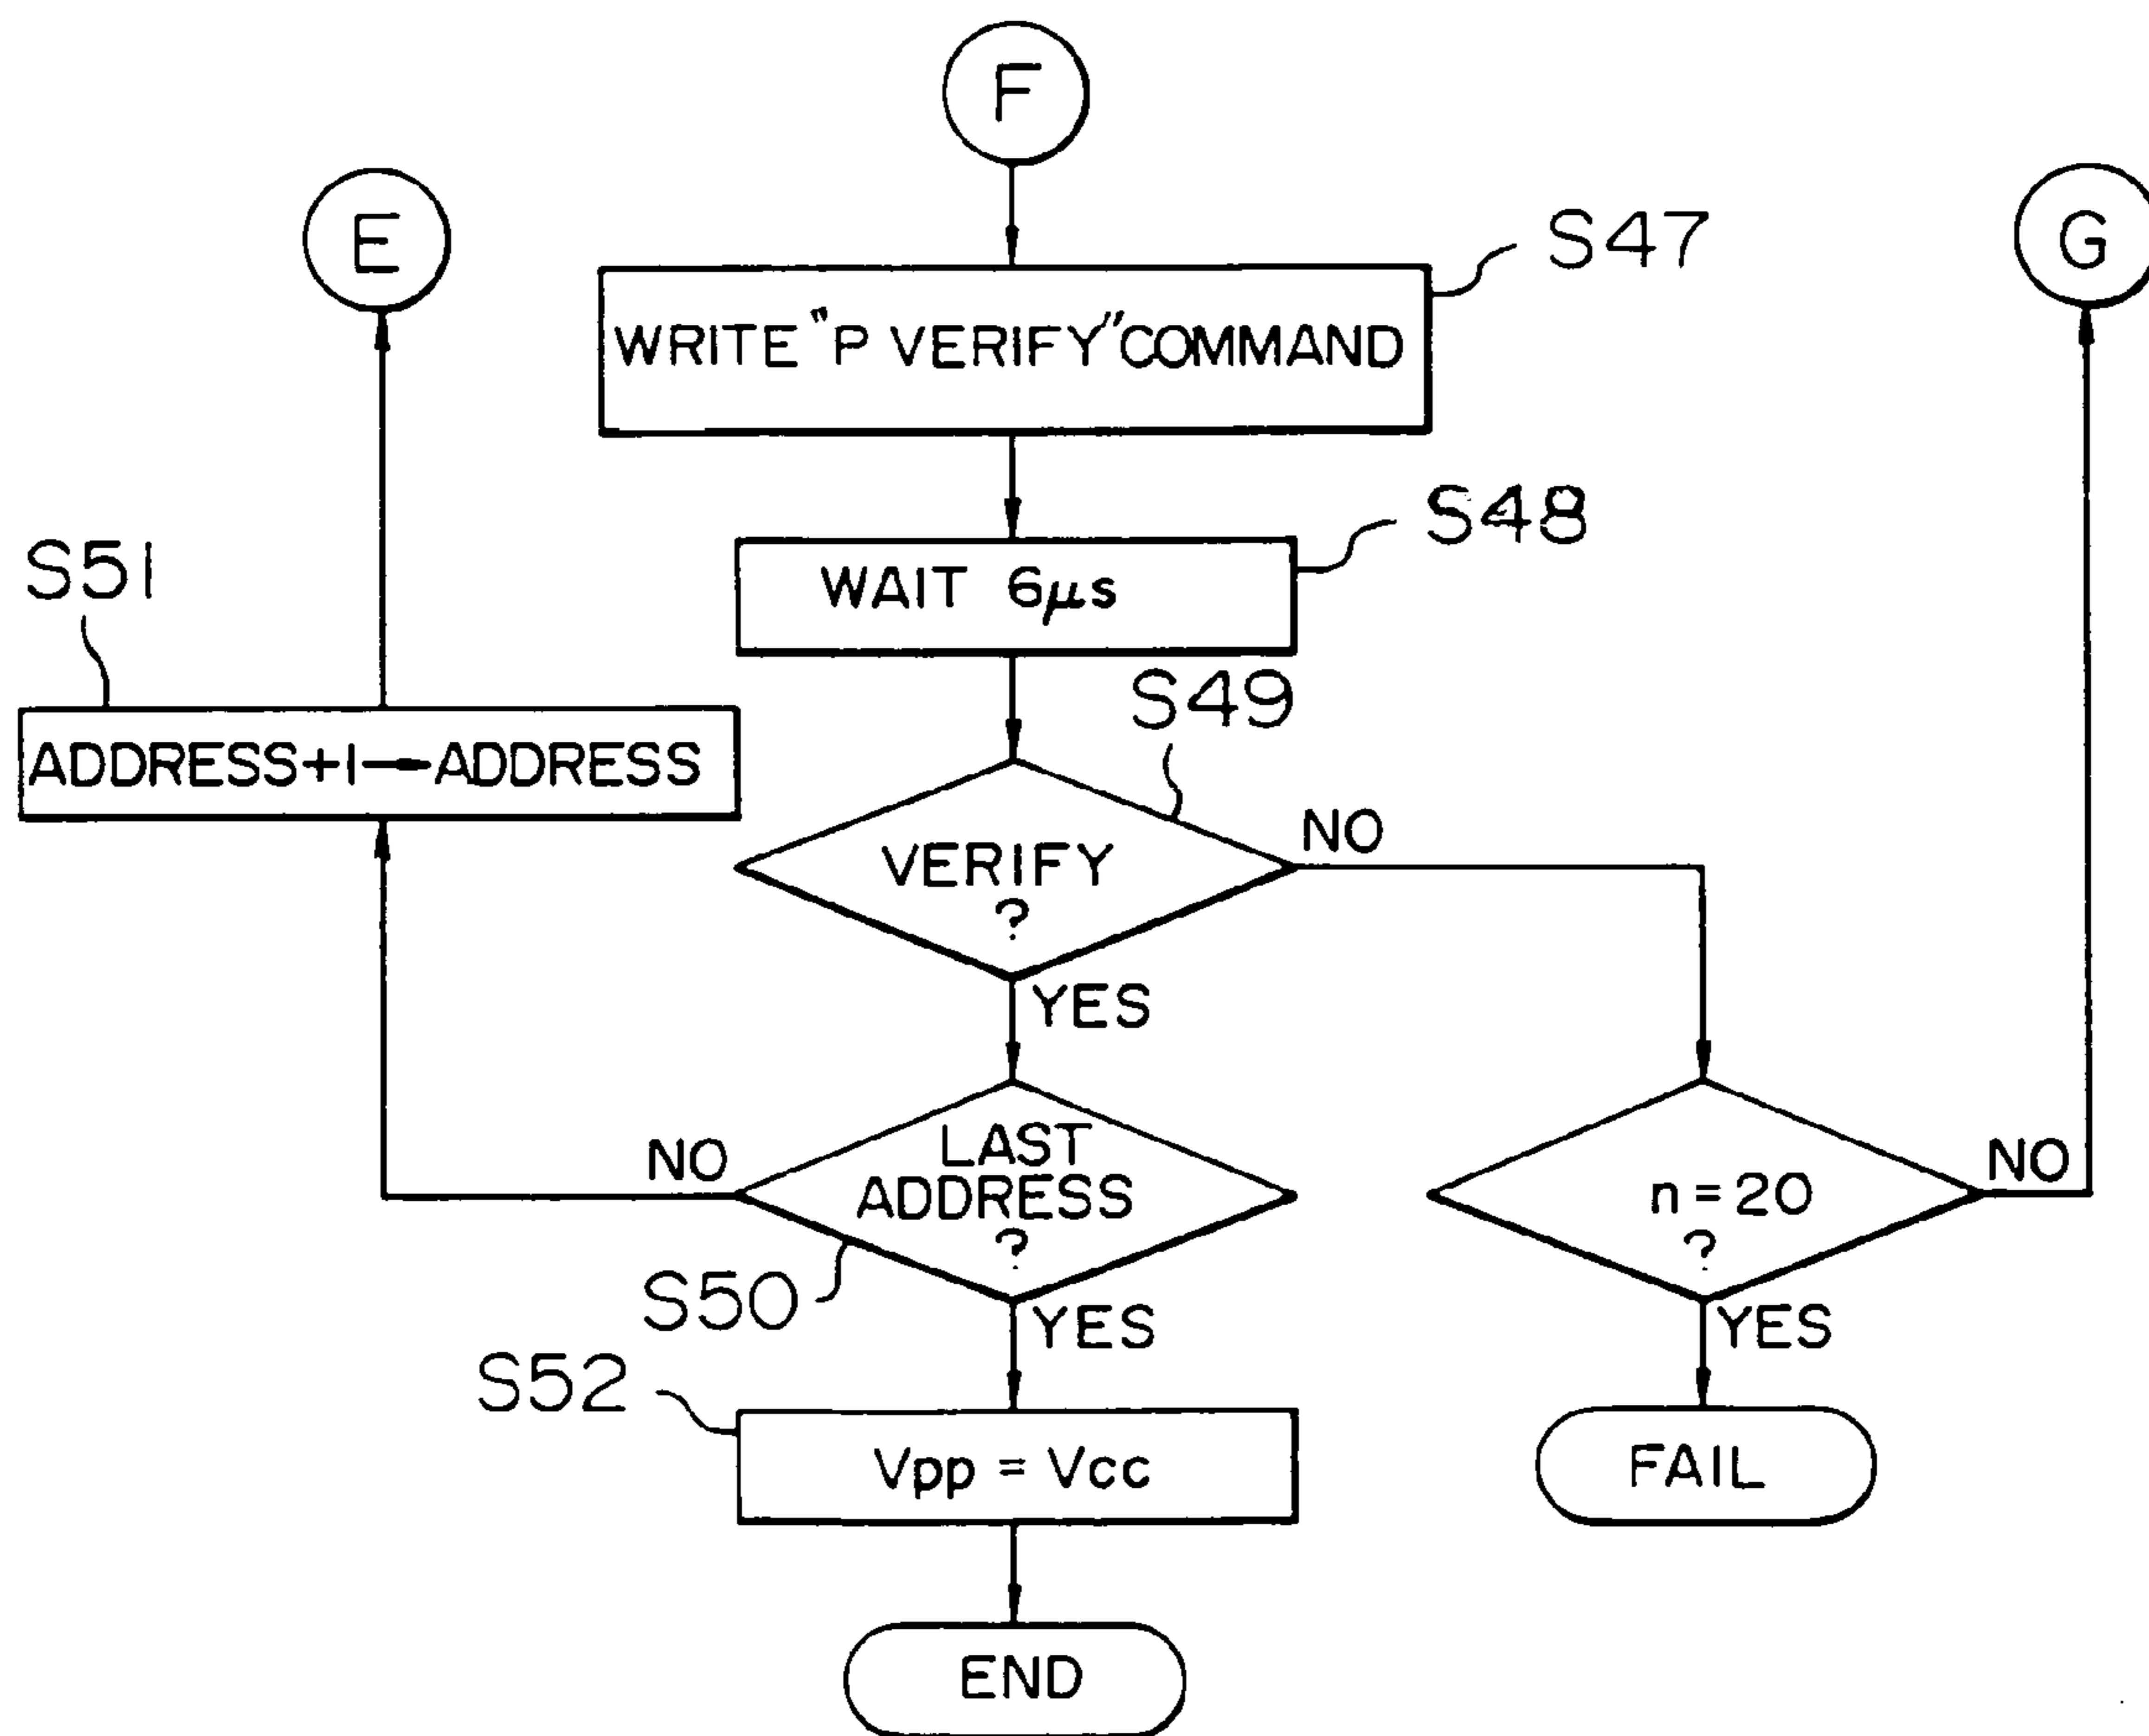 F
E
G
S47
WRITE "P VERIFY" COMMAND
S48
WAIT 6μs
S51
S49
ADDRESS+1→ADDRESS
NO
VERIFY
?
YES
NO
LAST
ADDRESS
?
NO
n=20
?
S50
YES
YES
S52
Vpp = Vcc
FAIL
END